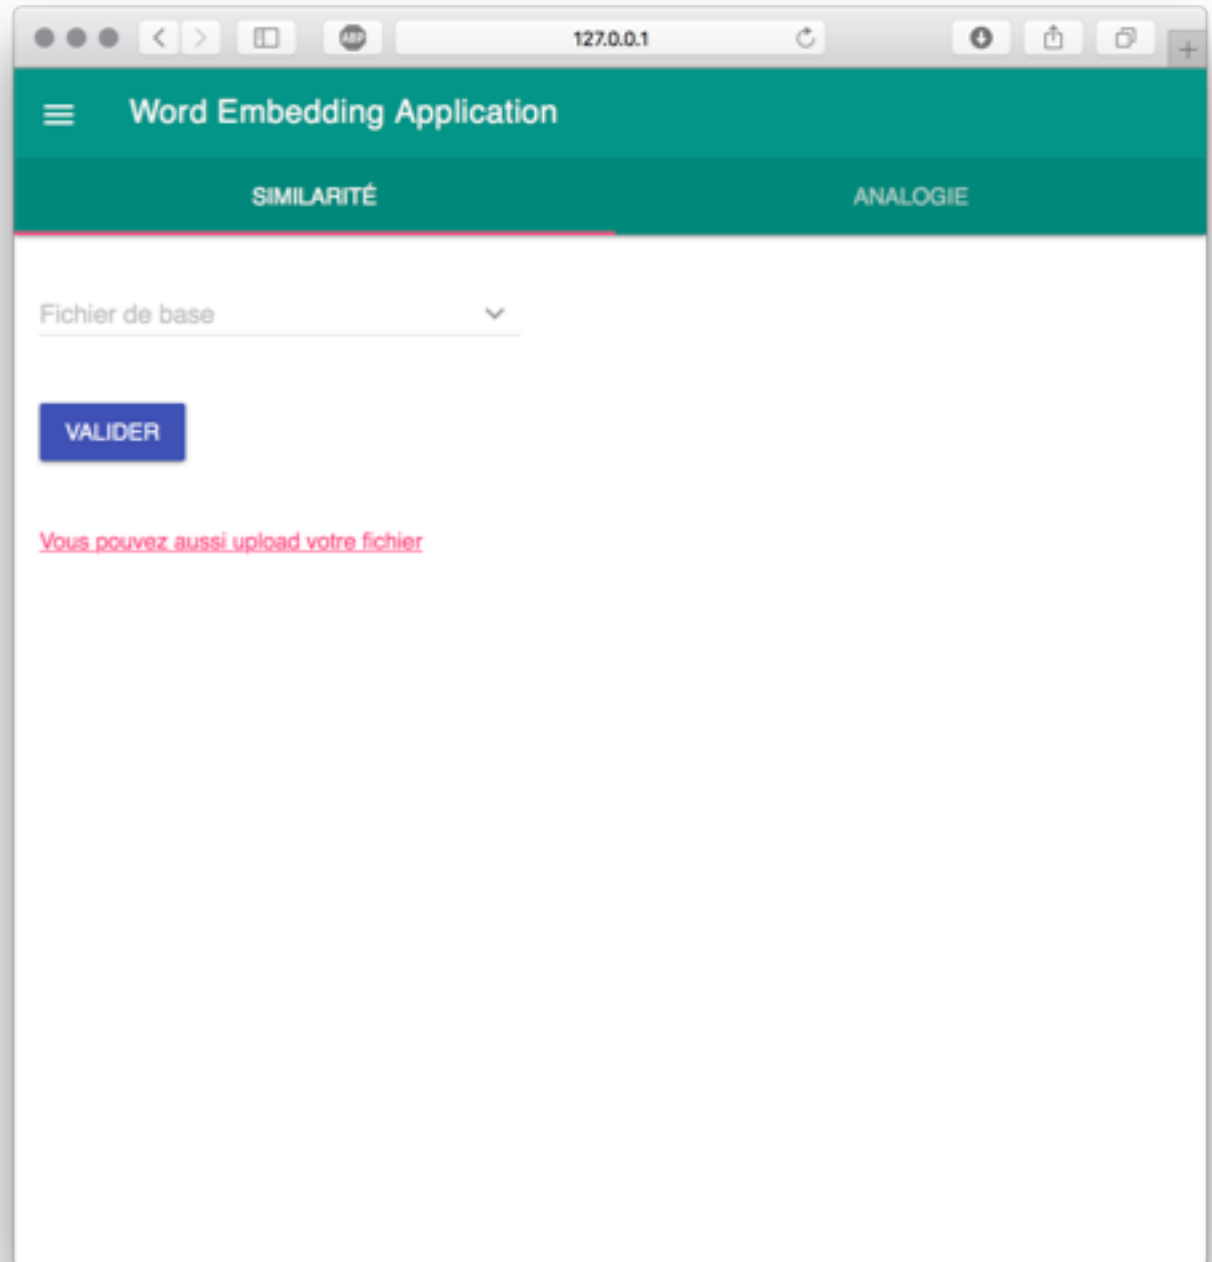 ABP
127.0.0.1
Word Embedding Application
SIMILARITÉ
ANALOGIE
Fichier de base
VALIDER
Vous pouvez aussi upload votre fichier